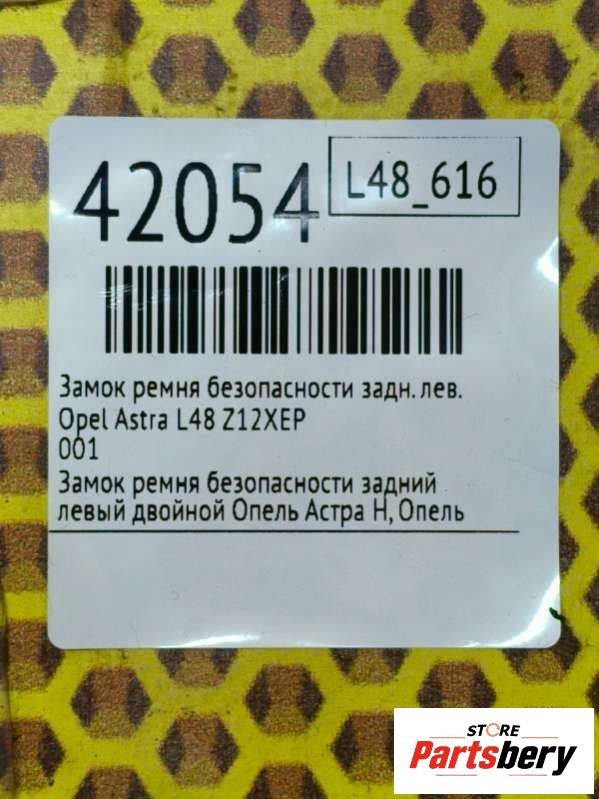 42054
L48_616
Замок ремня безопасности задн. лев.
Opel Astra L48 Z12XEP
001
Замок ремня безопасности задний
левый двойной Опель Астра Н, Опель
STORE
Partsbery